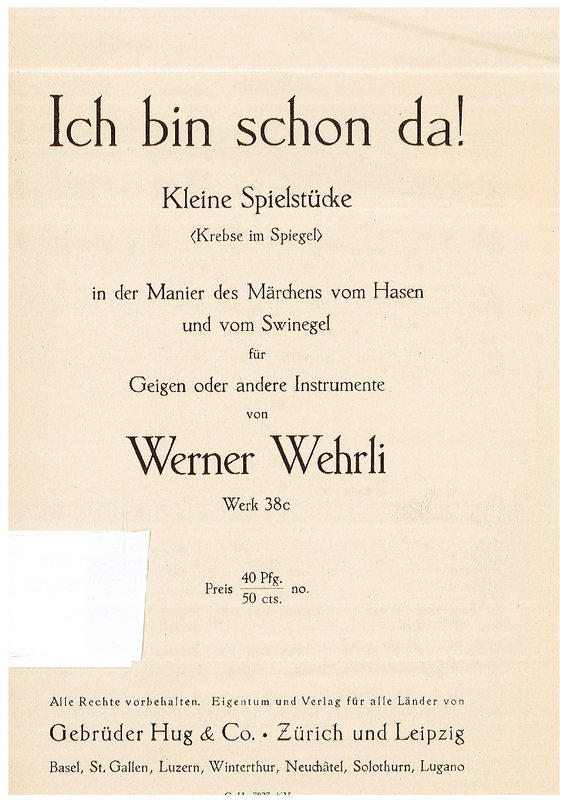 Ich bin schon da!
Kleine Spielstücke
(Krebse im Spiegel)
in der Manier des Märchens vom Hasen
und vom Swinegel
für
Geigen oder andere Instrumente
von
Werner Wehrli
Werk 38c
Preis 40 Pfg. / 50 cts. no.
Alle Rechte vorbehalten. Eigentum und Verlag für alle Länder von
Gebrüder Hug & Co. • Zürich und Leipzig
Basel, St. Gallen, Luzern, Winterthur, Neuchâtel, Solothurn, Lugano